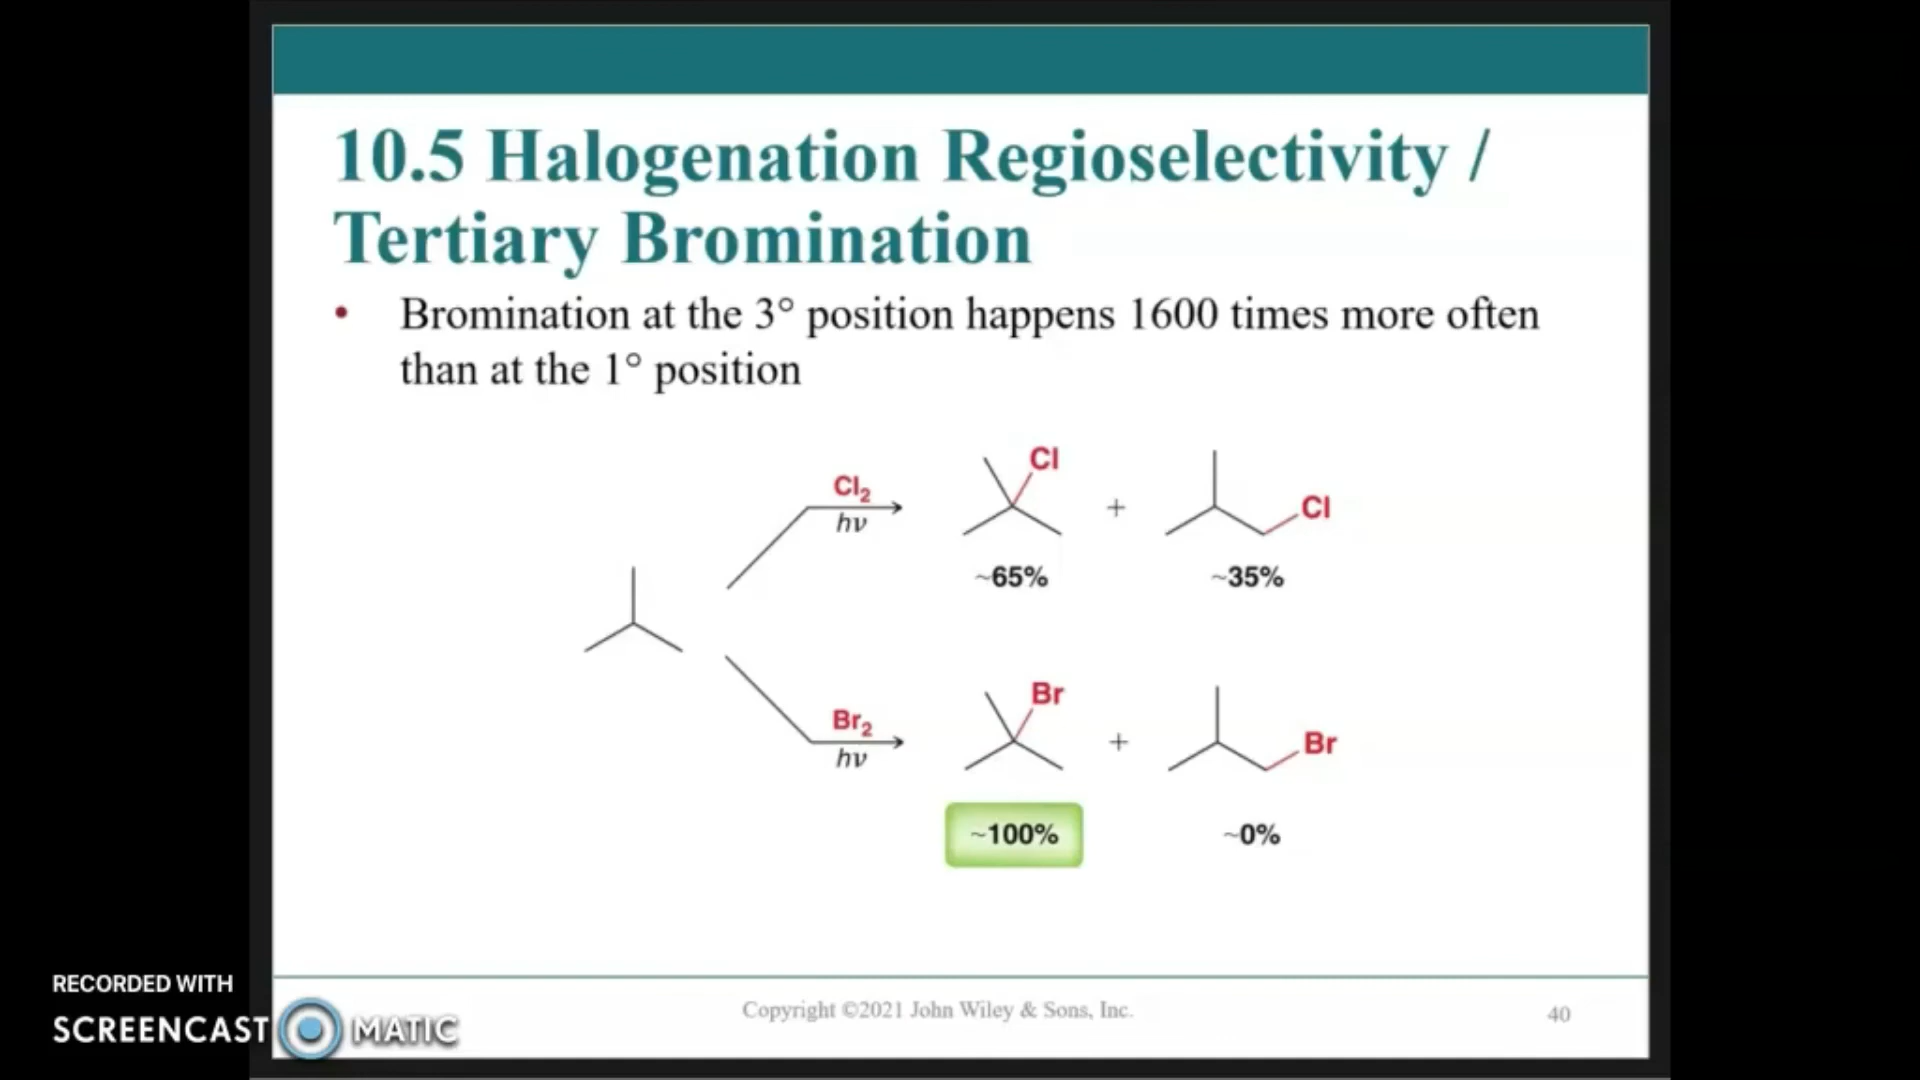 10.5 Halogenation Regioselectivity /
Tertiary Bromination
• Bromination at the 3° position happens 1600 times more often
than at the 1° position
Cl₂
hν
Cl
+
Cl
~65%
~35%
Br₂
hν
Br
+
Br
~100%
~0%
RECORDED WITH
SCREENCAST MATIC
Copyright ©2021 John Wiley & Sons, Inc.
40